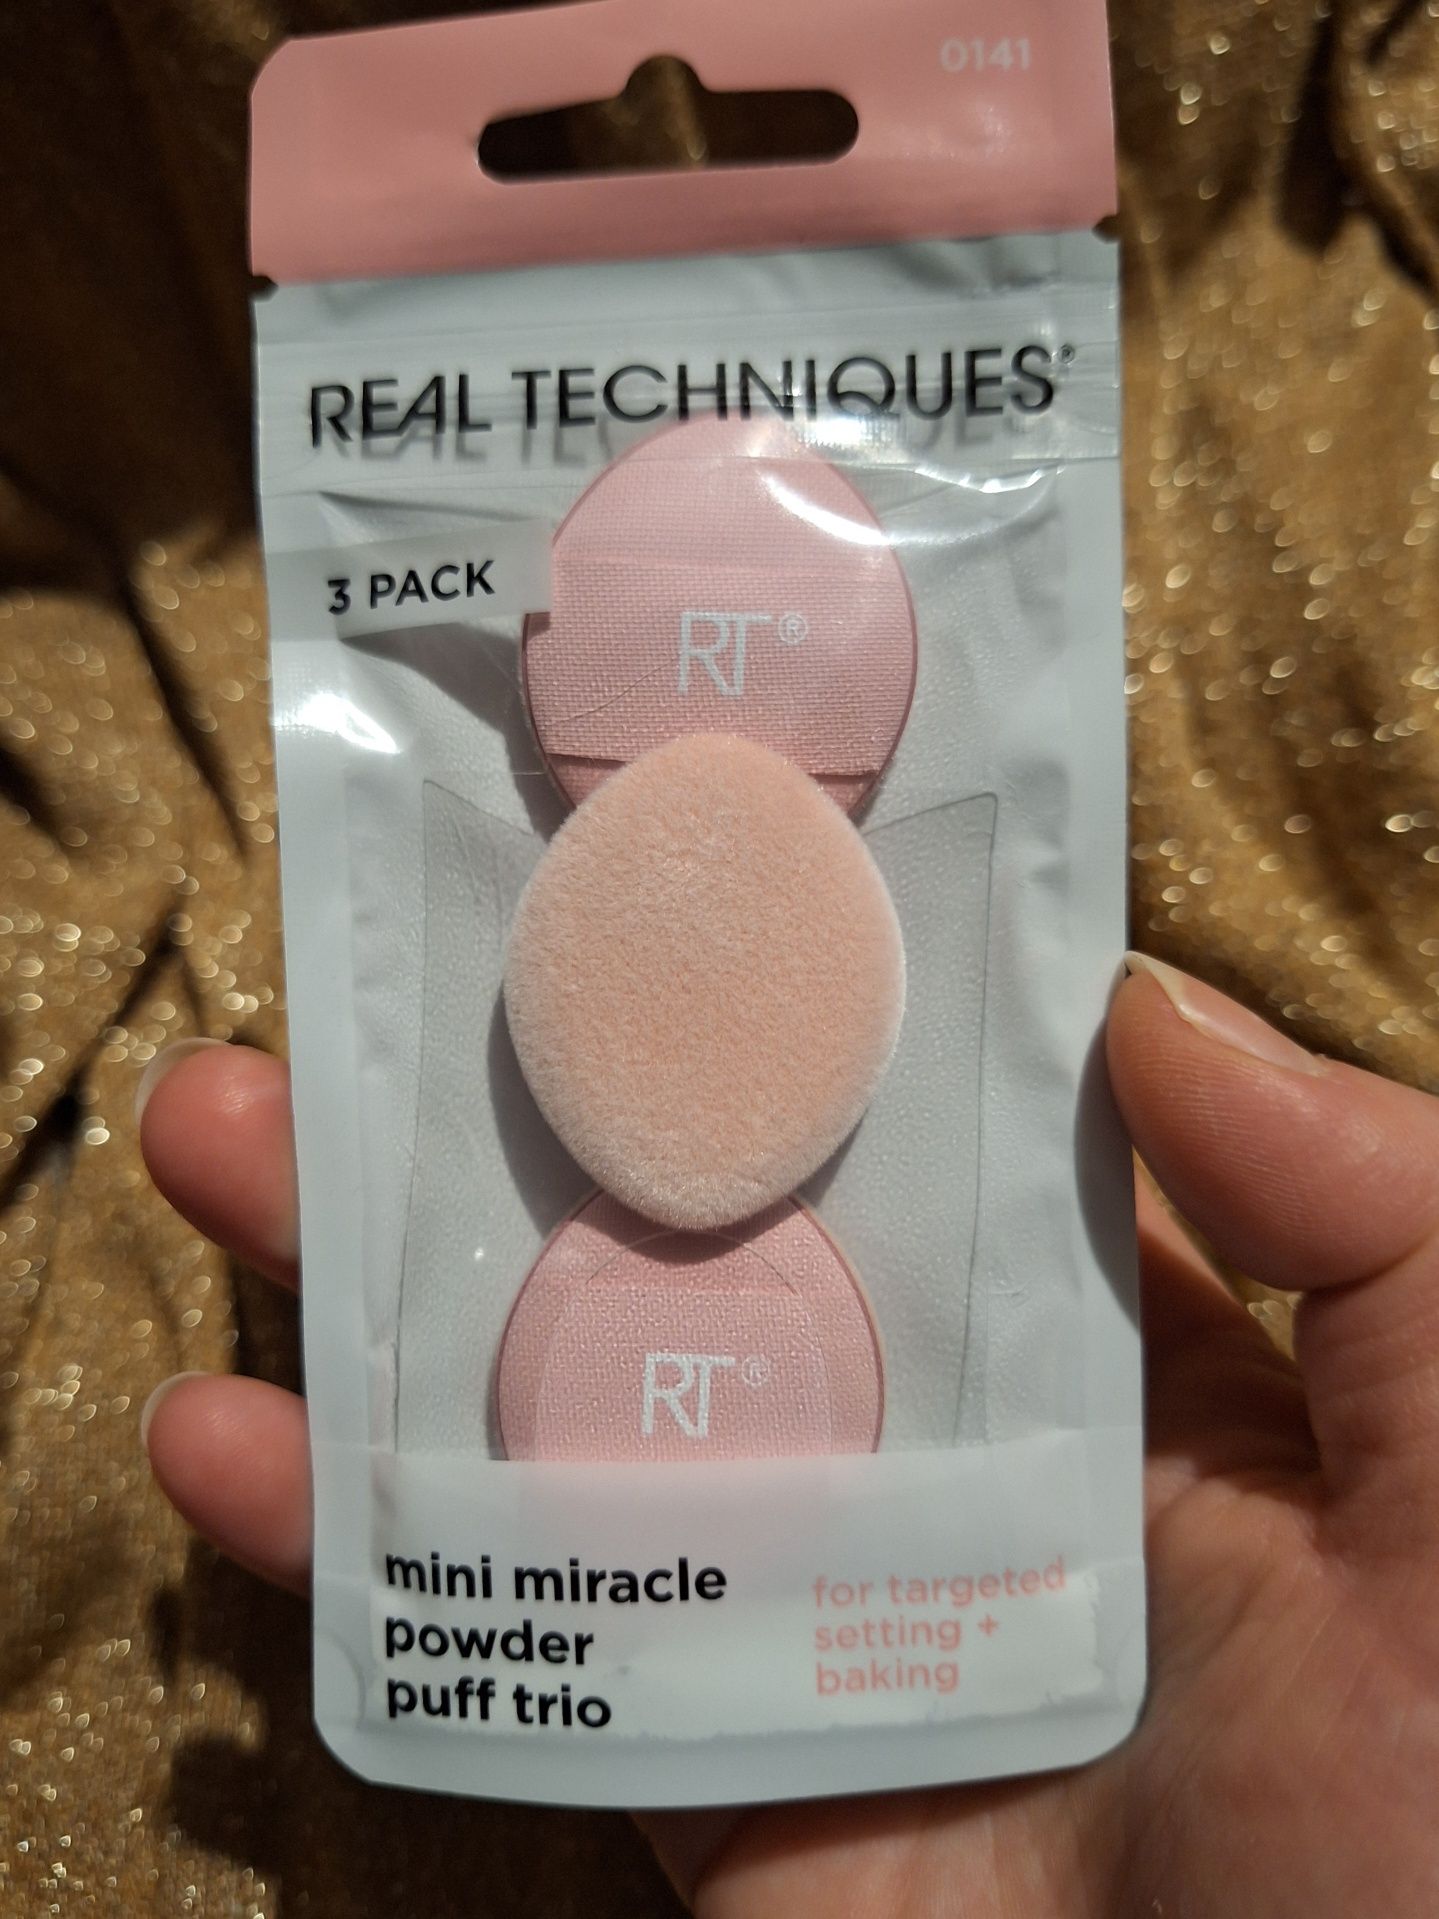 0141
REAL TECHNIQUES®
3 PACK
RT®
RT®
mini miracle
powder
puff trio
for targeted
setting +
baking